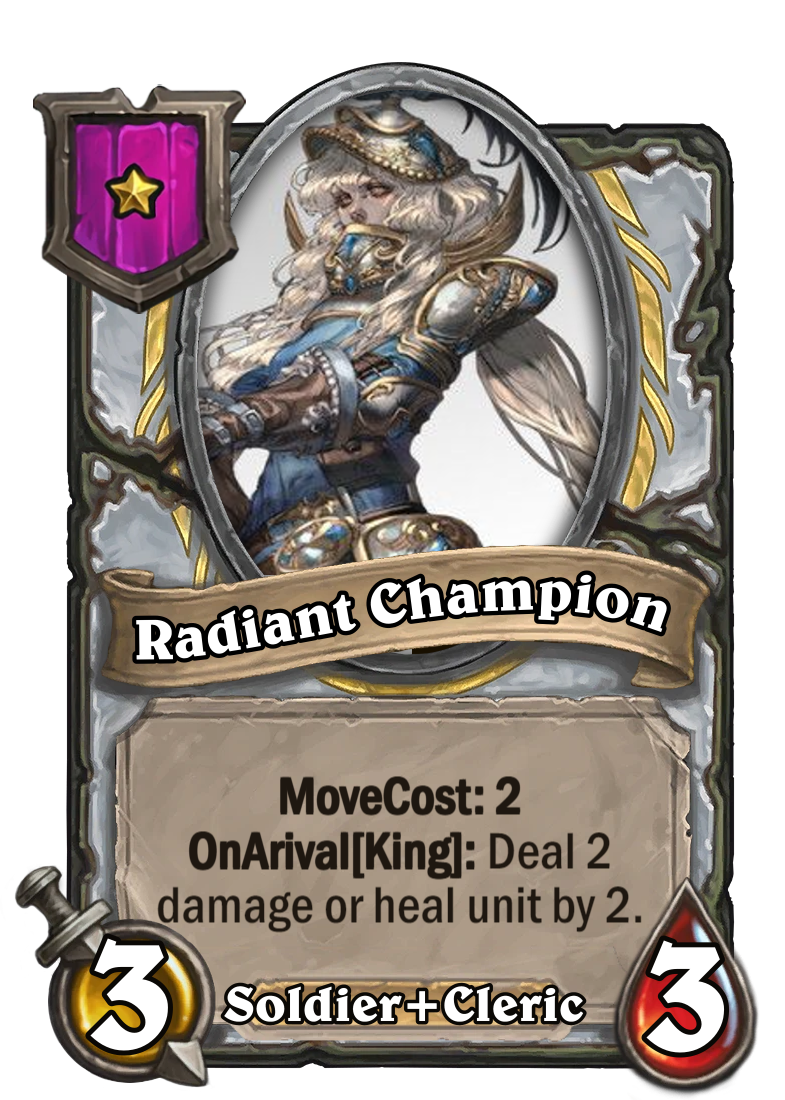 Radiant Champion
MoveCost: 2
OnArival[King]: Deal 2
damage or heal unit by 2.
3
Soldier+Cleric
3